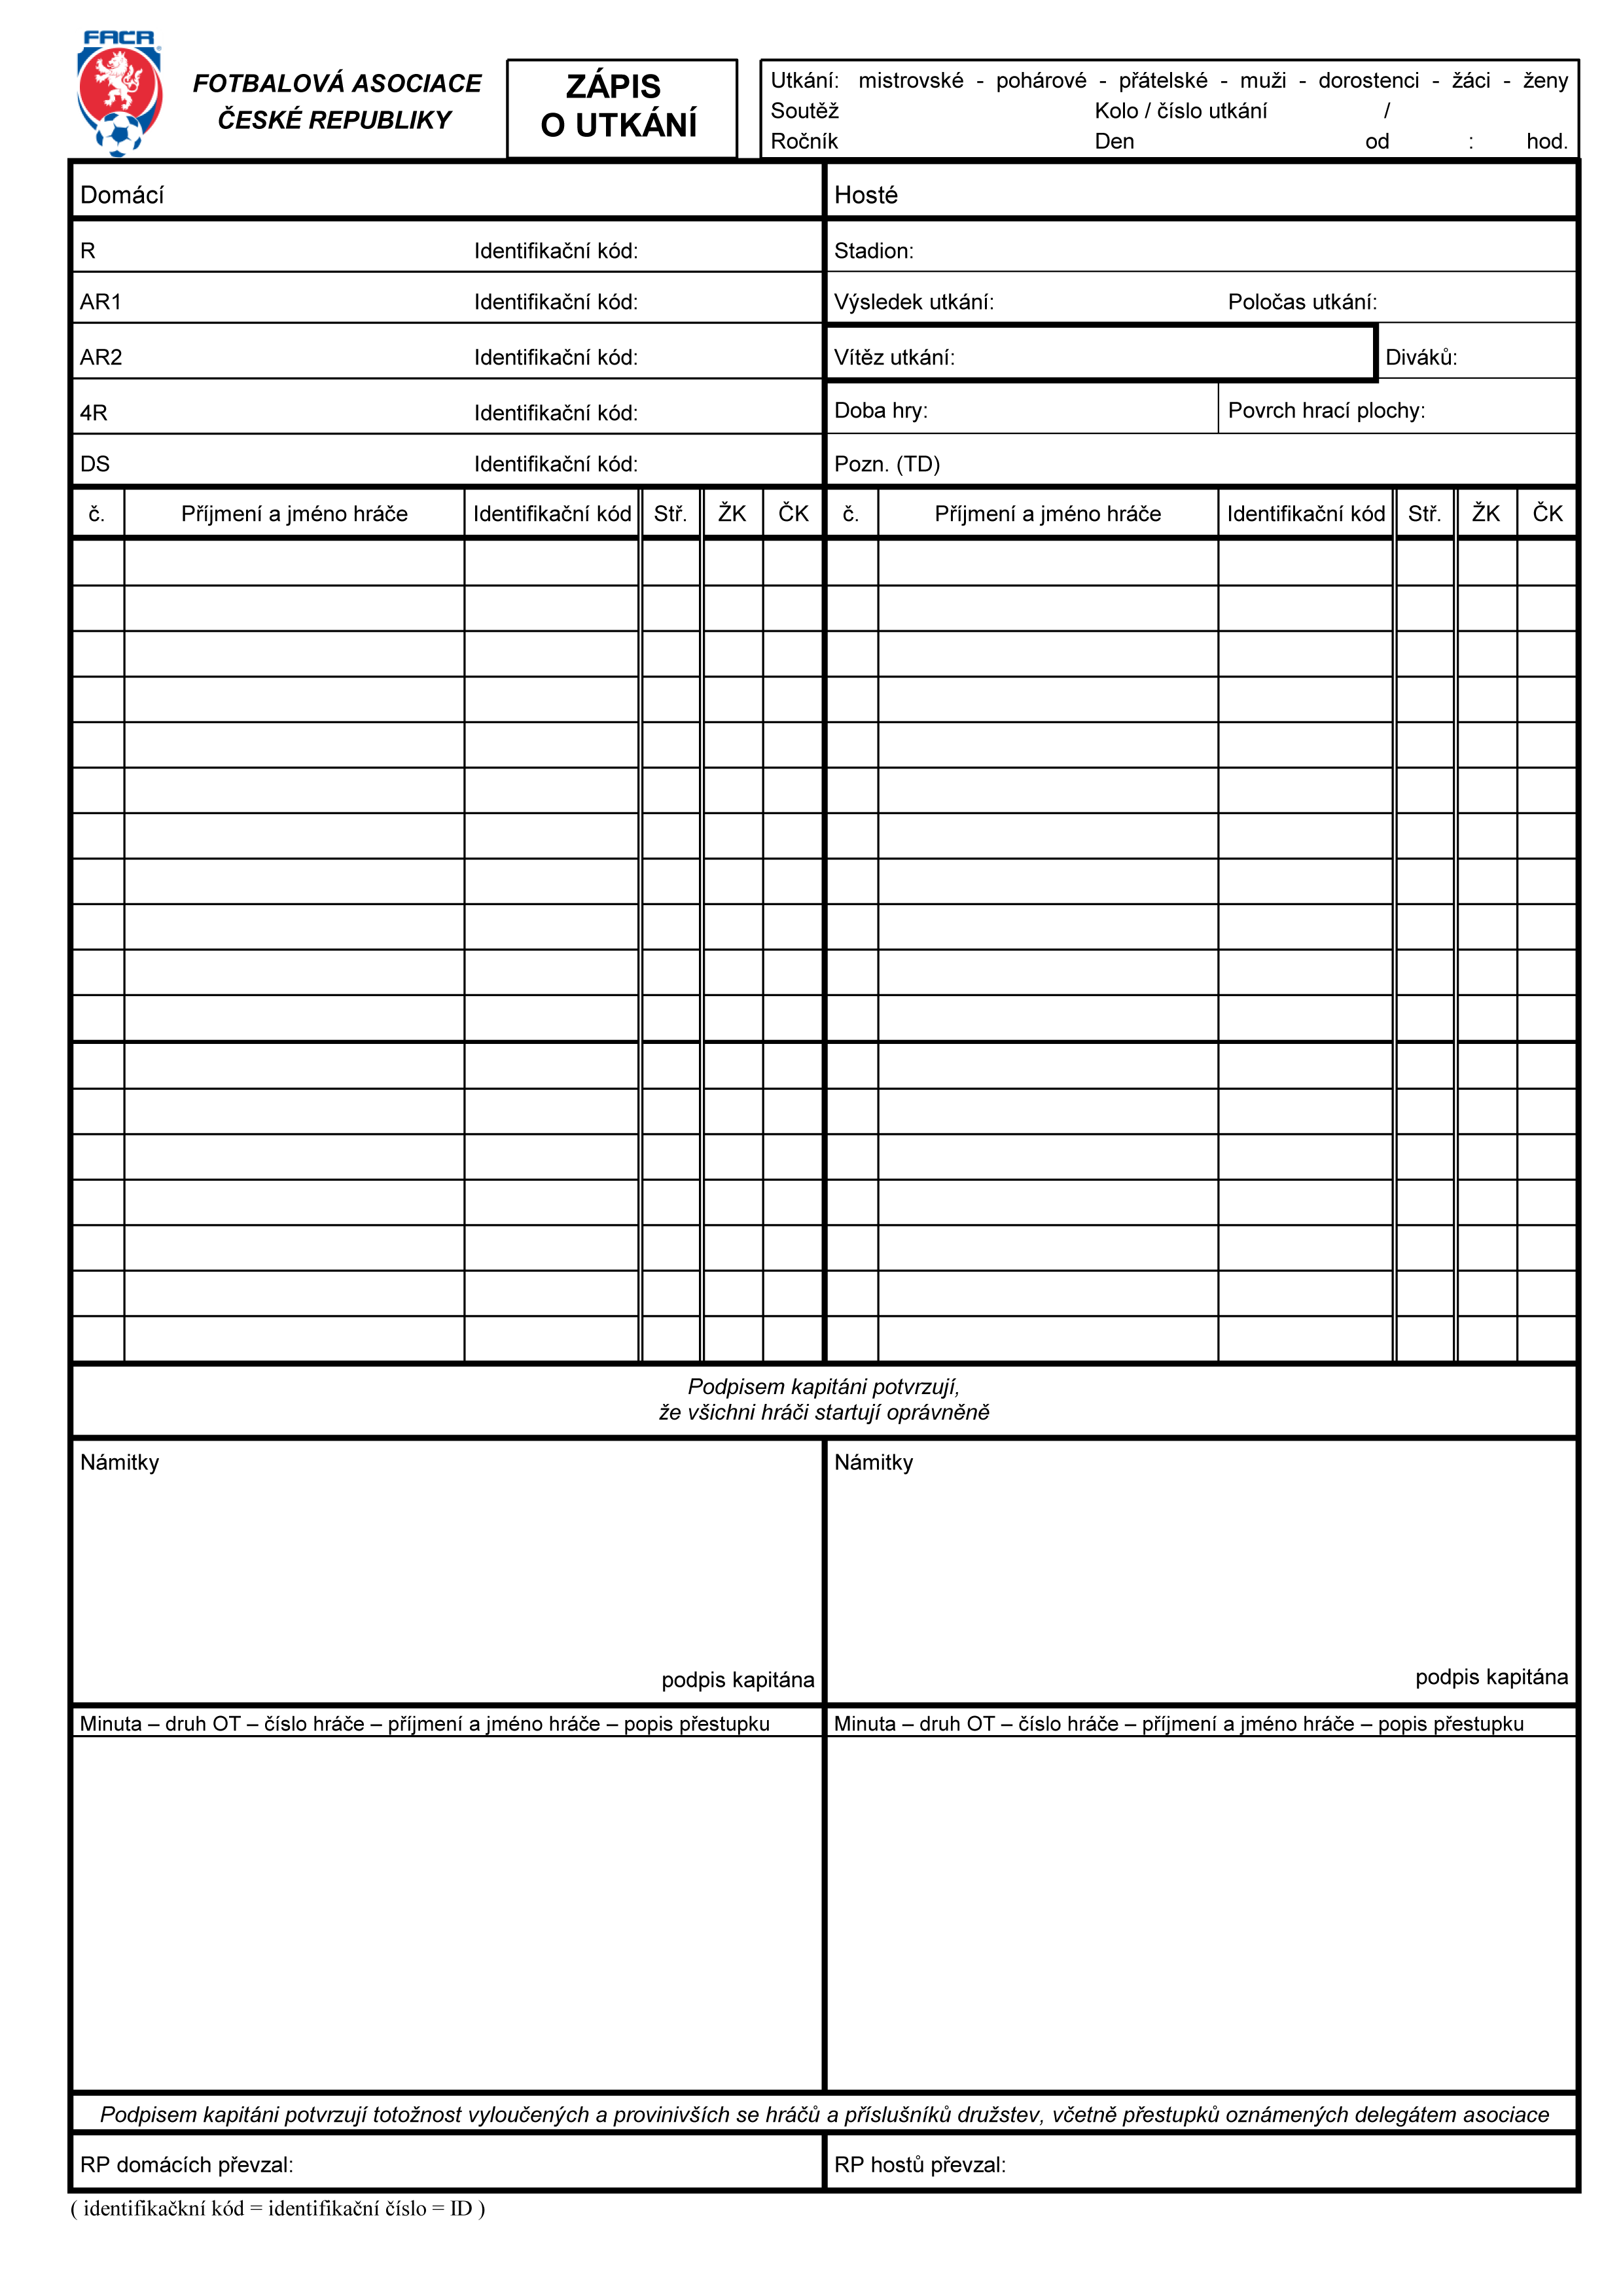 FAČR
FOTBALOVÁ ASOCIACE
ČESKÉ REPUBLIKY
ZÁPIS
O UTKÁNÍ
Utkání: mistrovské - pohárové - přátelské - muži - dorostenci - žáci - ženy
Soutěž Kolo / číslo utkání /
Ročník Den od : hod.
Domácí Hosté
R Identifikační kód: Stadion:
AR1 Identifikační kód: Výsledek utkání: Poločas utkání:
AR2 Identifikační kód: Vítěz utkání: Diváků:
4R Identifikační kód: Doba hry: Povrch hrací plochy:
DS Identifikační kód: Pozn. (TD)
č. Příjmení a jméno hráče Identifikační kód Stř. ŽK ČK č. Příjmení a jméno hráče Identifikační kód Stř. ŽK ČK
Podpisem kapitáni potvrzují,
že všichni hráči startují oprávněně
Námitky Námitky
podpis kapitána podpis kapitána
Minuta – druh OT – číslo hráče – příjmení a jméno hráče – popis přestupku Minuta – druh OT – číslo hráče – příjmení a jméno hráče – popis přestupku
Podpisem kapitáni potvrzují totožnost vyloučených a provinivších se hráčů a příslušníků družstev, včetně přestupků oznámených delegátem asociace
RP domácích převzal: RP hostů převzal:
( identifikačkní kód = identifikační číslo = ID )